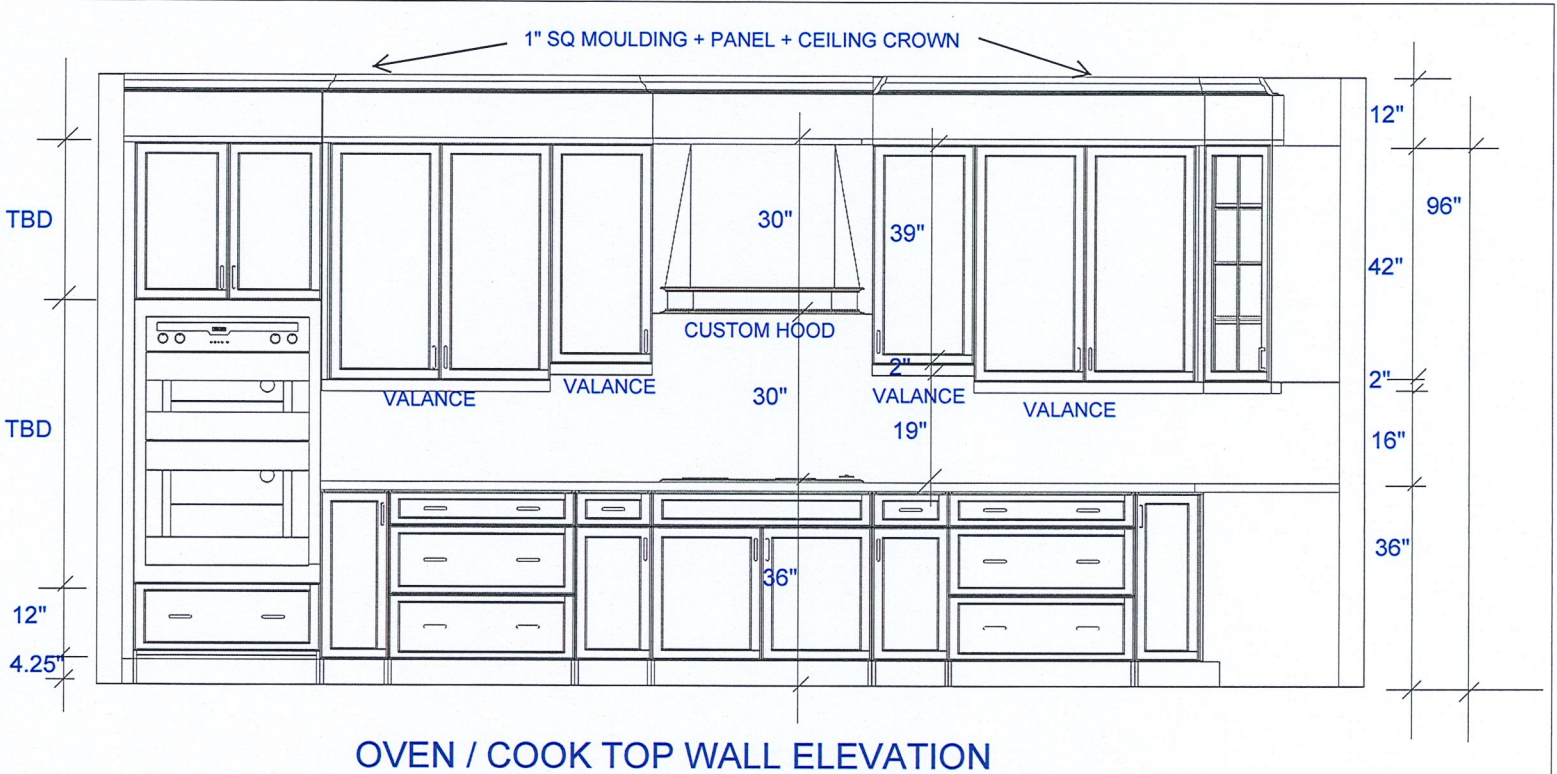 1" SQ MOULDING + PANEL + CEILING CROWN
12"
TBD
30"
39"
96"
42"
CUSTOM HOOD
2"
2"
VALANCE
VALANCE
VALANCE
VALANCE
30"
TBD
19"
16"
36"
36"
12"
4.25"
OVEN / COOK TOP WALL ELEVATION